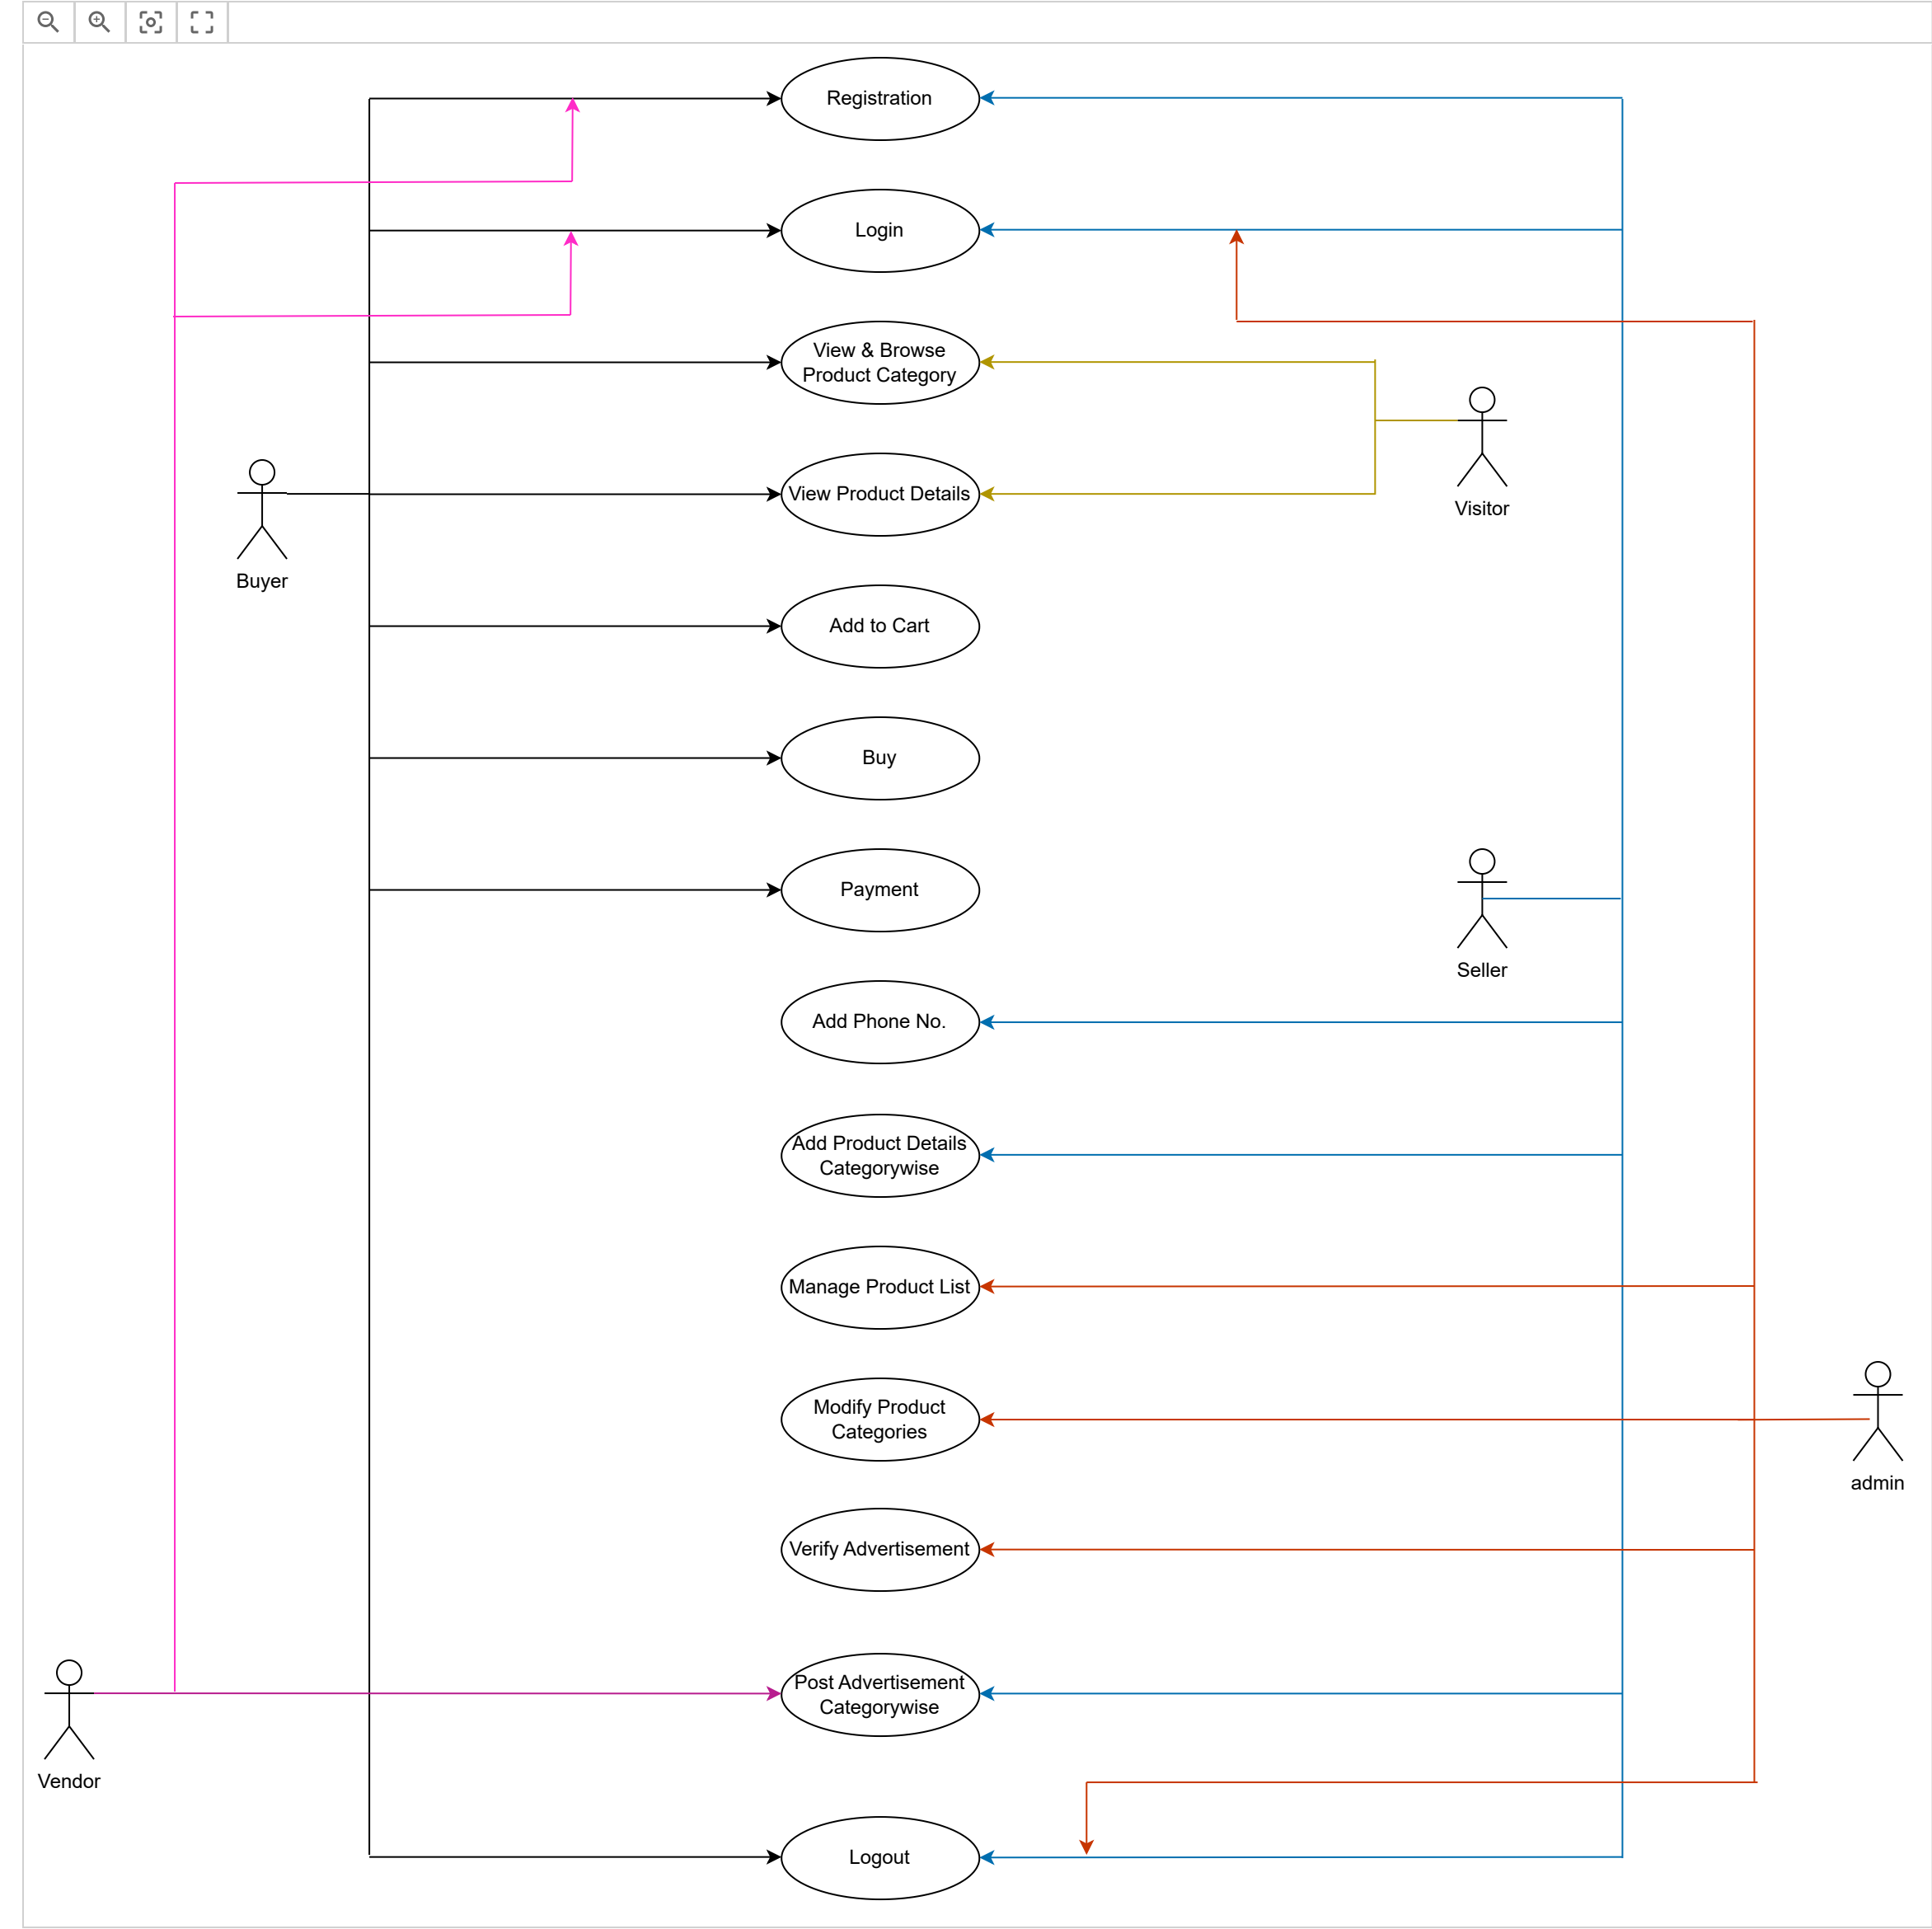 Registration
Login
View & Browse
Product Category
Visitor
View Product Details
Buyer
Add to Cart
Buy
Payment
Seller
Add Phone No.
Add Product Details
Categorywise
Manage Product List
Modify Product
Categories
admin
Verify Advertisement
Post Advertisement
Categorywise
Vendor
Logout